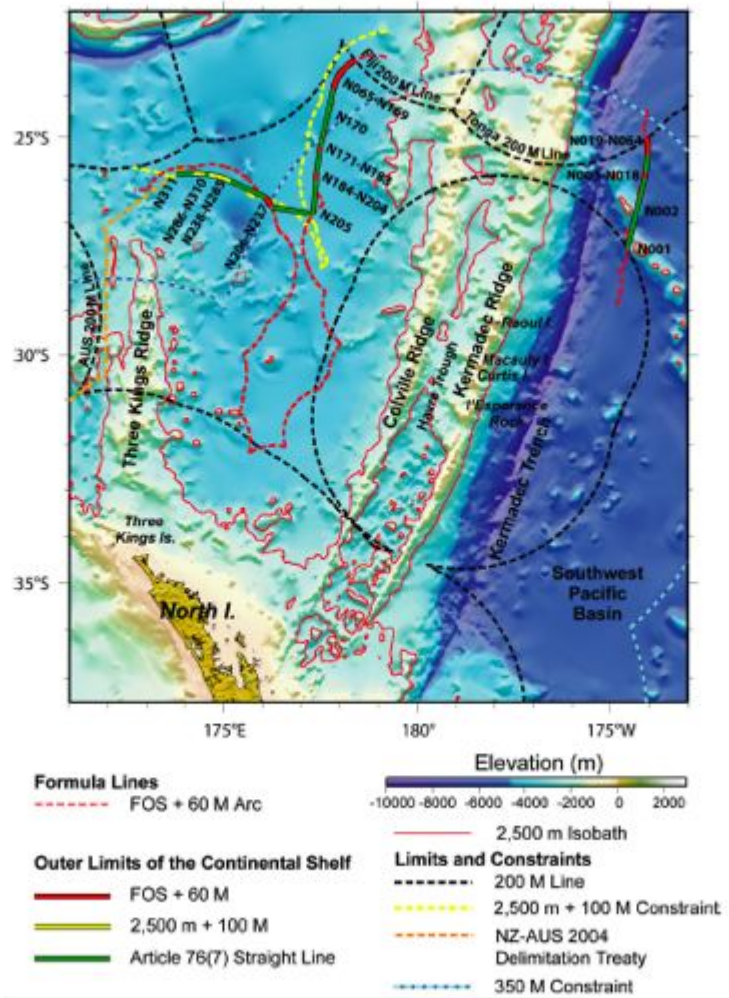 Fiji 200 M Line
N065-N169
25°S
N170
Tonga 200 M Line
N019-N064
N171-N183
N003-N018
N311
N286-N310
N238-N285
N184-N204
N002
N206-N237
N205
N001
AUS 200 M Line
Three Kings Ridge
30°S
Colville Ridge
Havre Trough
Kermadec Ridge
Raoul I.
Macauly I.
Curtis I.
l'Esperance
Rock
Kermadec Trench
Three
Kings Is.
Southwest
Pacific
Basin
35°S
North I.
175°E
180°
175°W
Formula Lines
FOS + 60 M Arc
Outer Limits of the Continental Shelf
FOS + 60 M
2,500 m + 100 M
Article 76(7) Straight Line
Elevation (m)
-10000 -8000 -6000 -4000 -2000 0 2000
2,500 m Isobath
Limits and Constraints
200 M Line
2,500 m + 100 M Constraint
NZ-AUS 2004
Delimitation Treaty
350 M Constraint